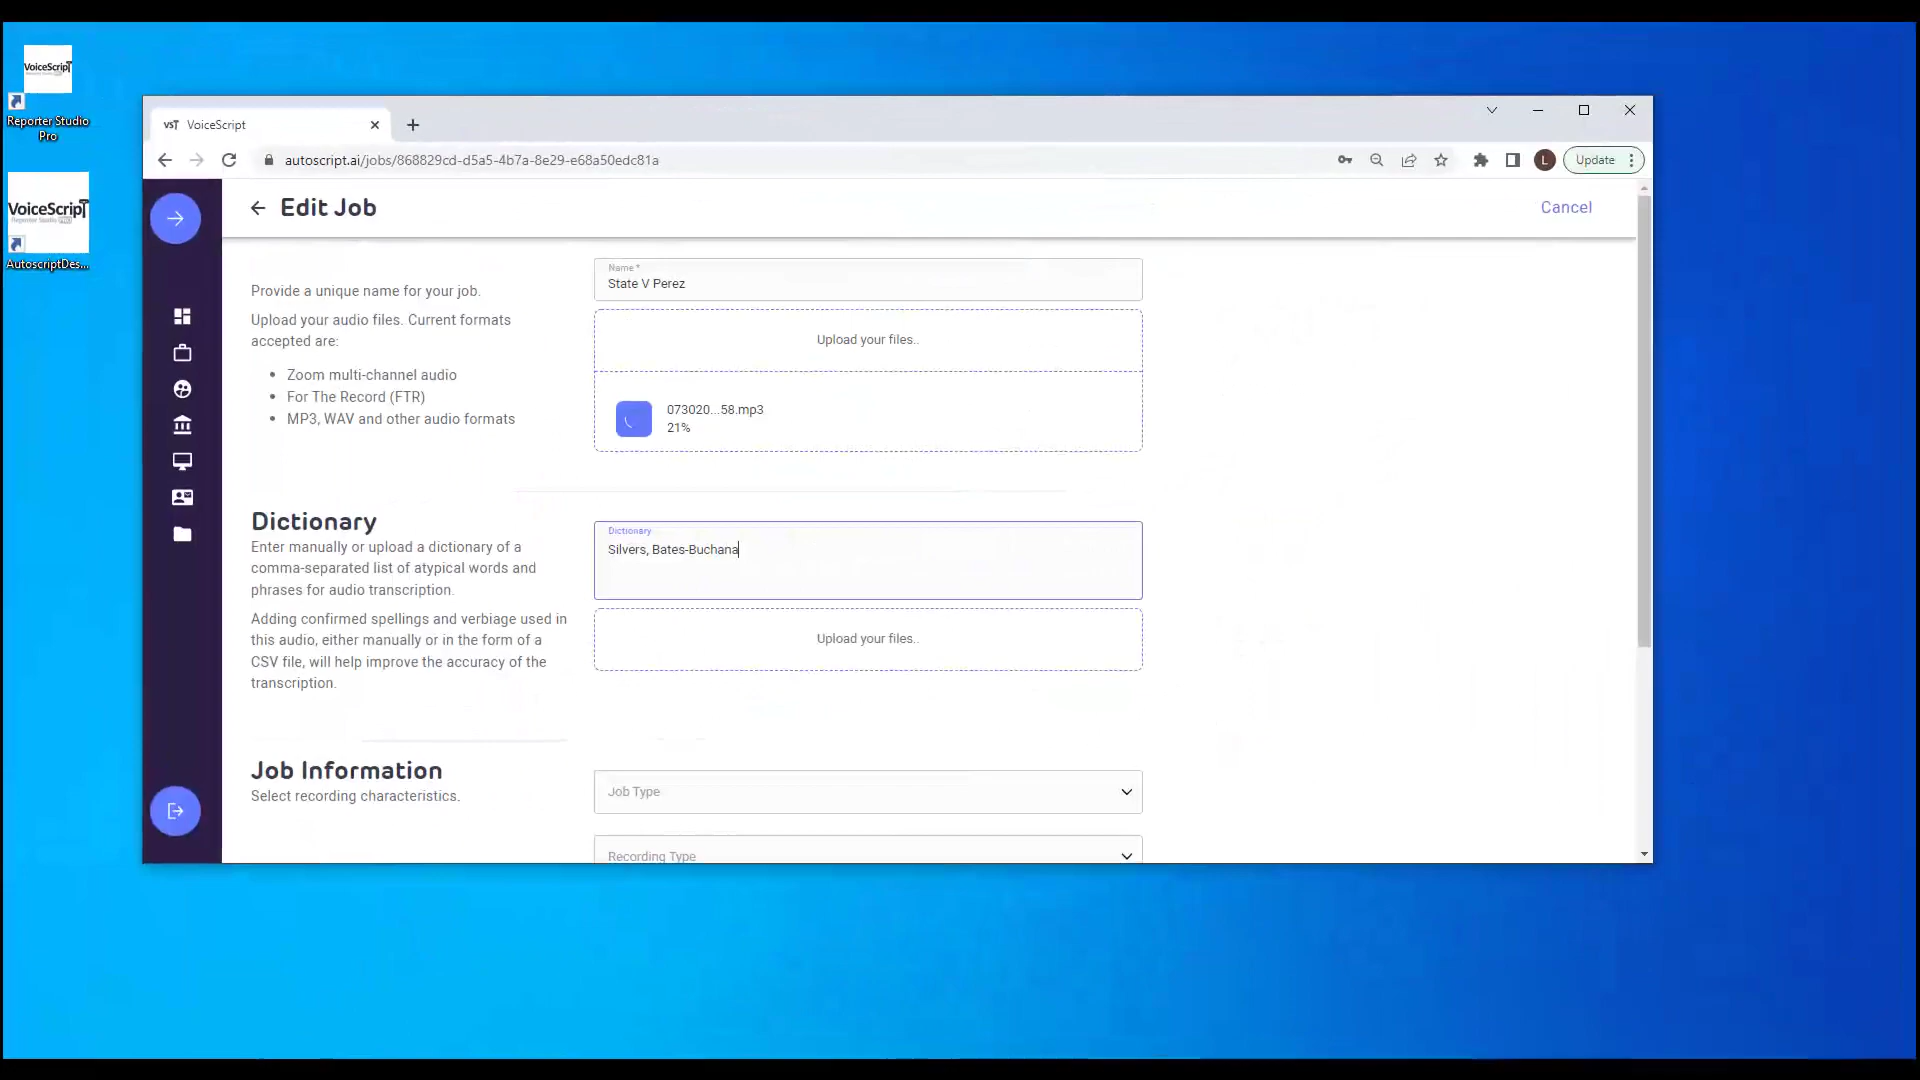 VoiceScript
Reporter Studio
Pro
VoiceScript
Reporter Studio PRO
AutoscriptDes...
VST VoiceScript
autoscript.ai/jobs/868829cd-d5a5-4b7a-8e29-e68a50edc81a
L
Update
Edit Job
Cancel
Provide a unique name for your job.
Upload your audio files. Current formats
accepted are:
• Zoom multi-channel audio
• For The Record (FTR)
• MP3, WAV and other audio formats
Name *
State V Perez
Upload your files..
073020...58.mp3
21%
Dictionary
Enter manually or upload a dictionary of a
comma-separated list of atypical words and
phrases for audio transcription.
Adding confirmed spellings and verbiage used in
this audio, either manually or in the form of a
CSV file, will help improve the accuracy of the
transcription.
Dictionary
Silvers, Bates-Buchana
Upload your files..
Job Information
Select recording characteristics.
Job Type
Recording Type